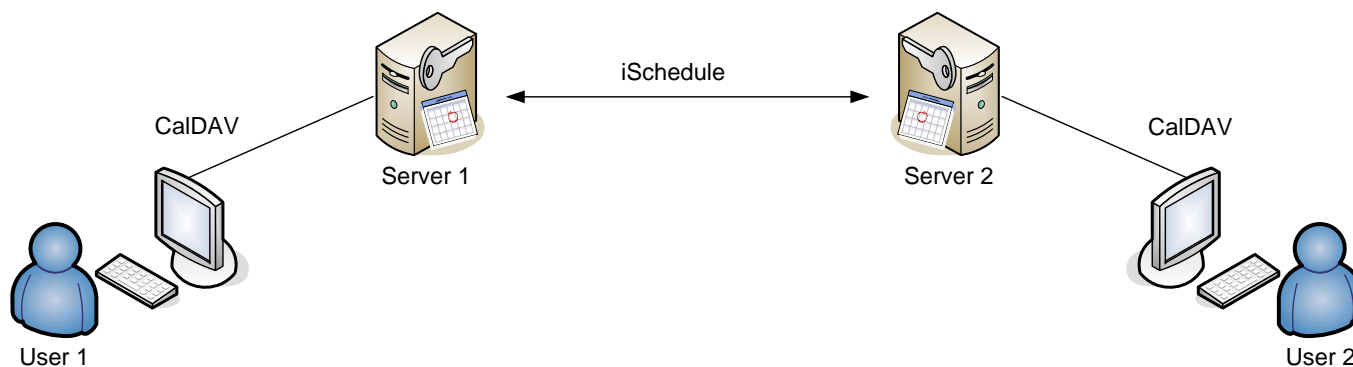 iSchedule
CalDAV
CalDAV
Server 1
Server 2
User 1
User 2